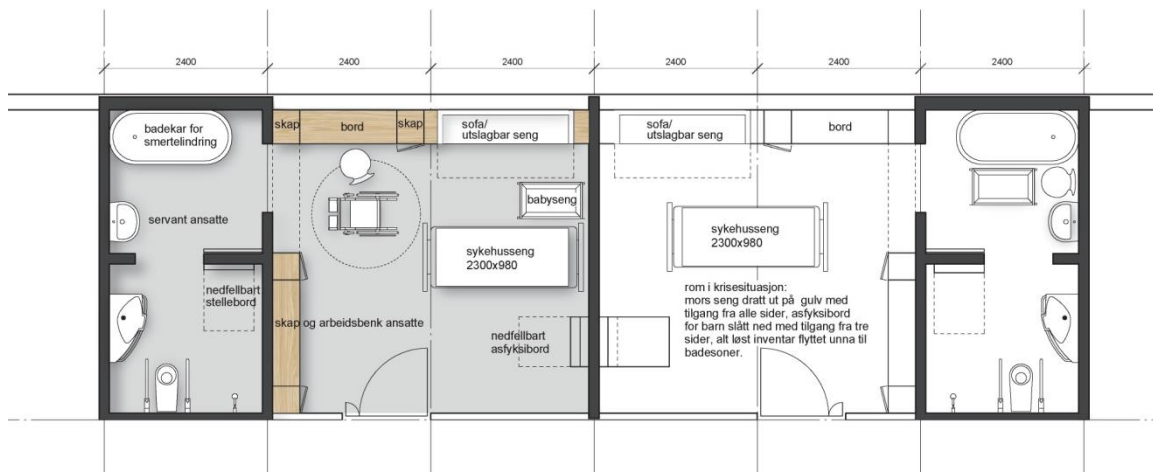 2400 2400 2400 2400 2400 2400
badekar for
smertelindring
skap bord skap
sofa/
utslagbar seng
sofa/
utslagbar seng
bord
babyseng
servant ansatte
sykehusseng
2300x980
sykehusseng
2300x980
nedfellbart
stellebord
skap og arbeidsbenk ansatte
nedfellbart
asfyksibord
rom i krisesituasjon:
mors seng dratt ut på gulv med
tilgang fra alle sider, asfyksibord
for barn slått ned med tilgang fra tre
sider, alt løst inventar flyttet unna til
badesoner.